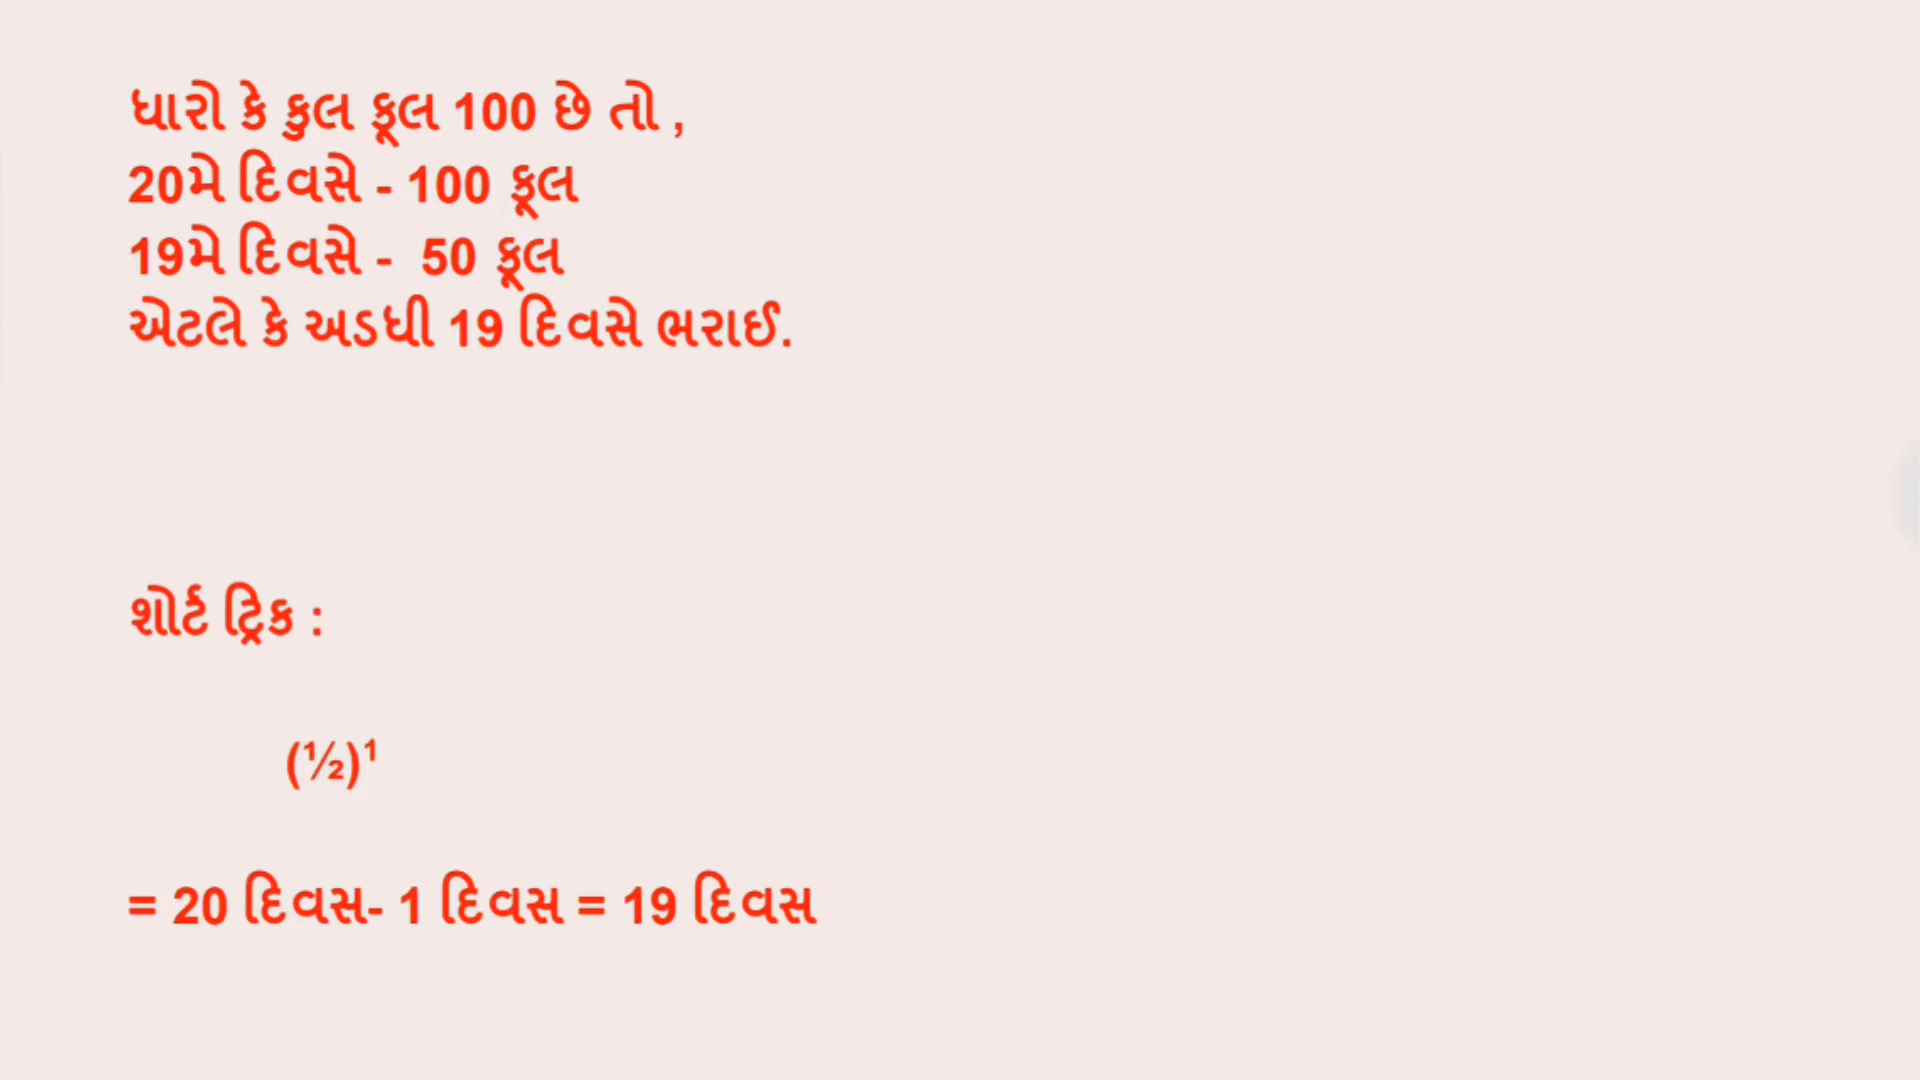 ધારો કે કુલ ફૂલ 100 છે તો ,
20મે દિવસે - 100 ફૂલ
19મે દિવસે -  50 ફૂલ
એટલે કે અડધી 19 દિવસે ભરાઈ.
શોર્ટ ટ્રિક :
(½)¹
= 20 દિવસ- 1 દિવસ = 19 દિવસ